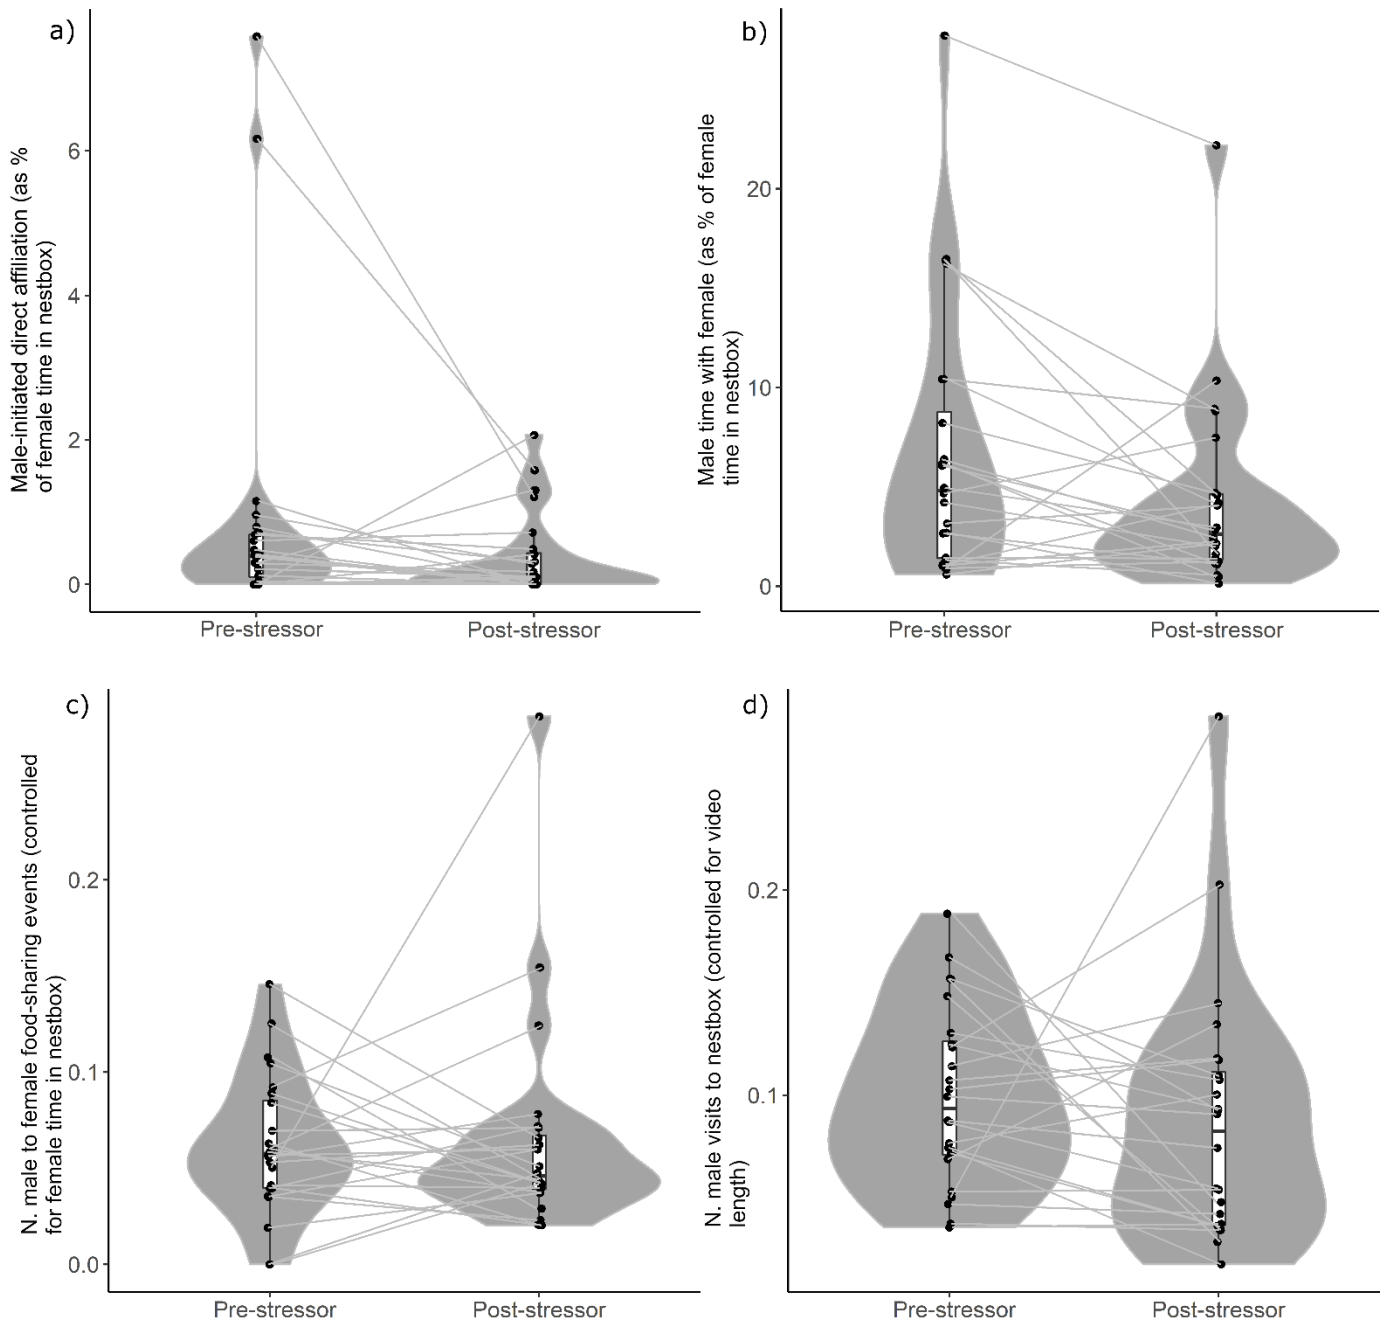 a)
Male-initiated direct affiliation (as %
of female time in nestbox)
6
4
2
0
Pre-stressor
Post-stressor
b)
Male time with female (as % of female
time in nestbox)
20
10
0
Pre-stressor
Post-stressor
c)
N. male to female food-sharing events (controlled
for female time in nestbox)
0.2
0.1
0.0
Pre-stressor
Post-stressor
d)
N. male visits to nestbox (controlled for video
length)
0.2
0.1
Pre-stressor
Post-stressor